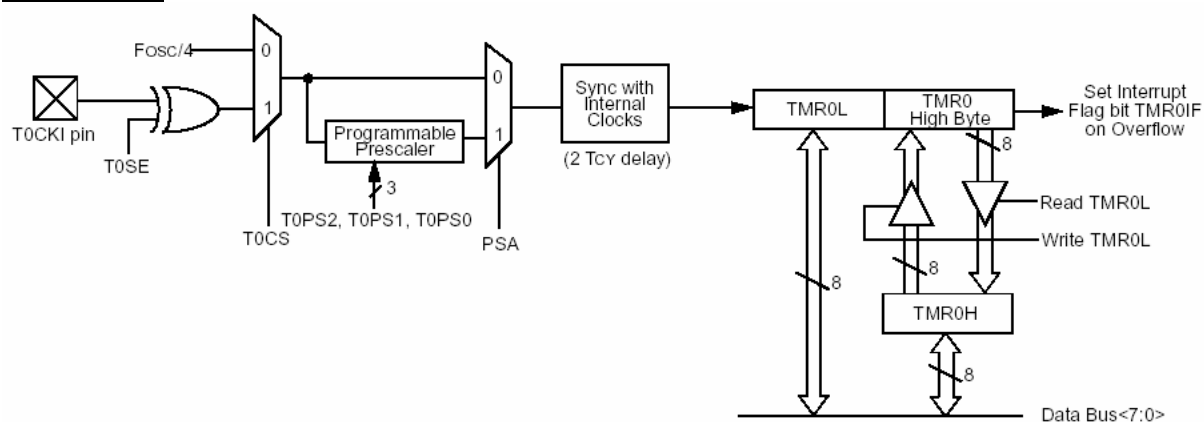 Fosc/4
0
1
T0CKI pin
T0SE
T0CS
Programmable
Prescaler
3
T0PS2, T0PS1, T0PS0
0
1
PSA
Sync with
Internal
Clocks
(2 TCY delay)
TMR0L
TMR0
High Byte
Set Interrupt
Flag bit TMR0IF
on Overflow
8
Read TMR0L
Write TMR0L
8
8
TMR0H
8
Data Bus<7:0>